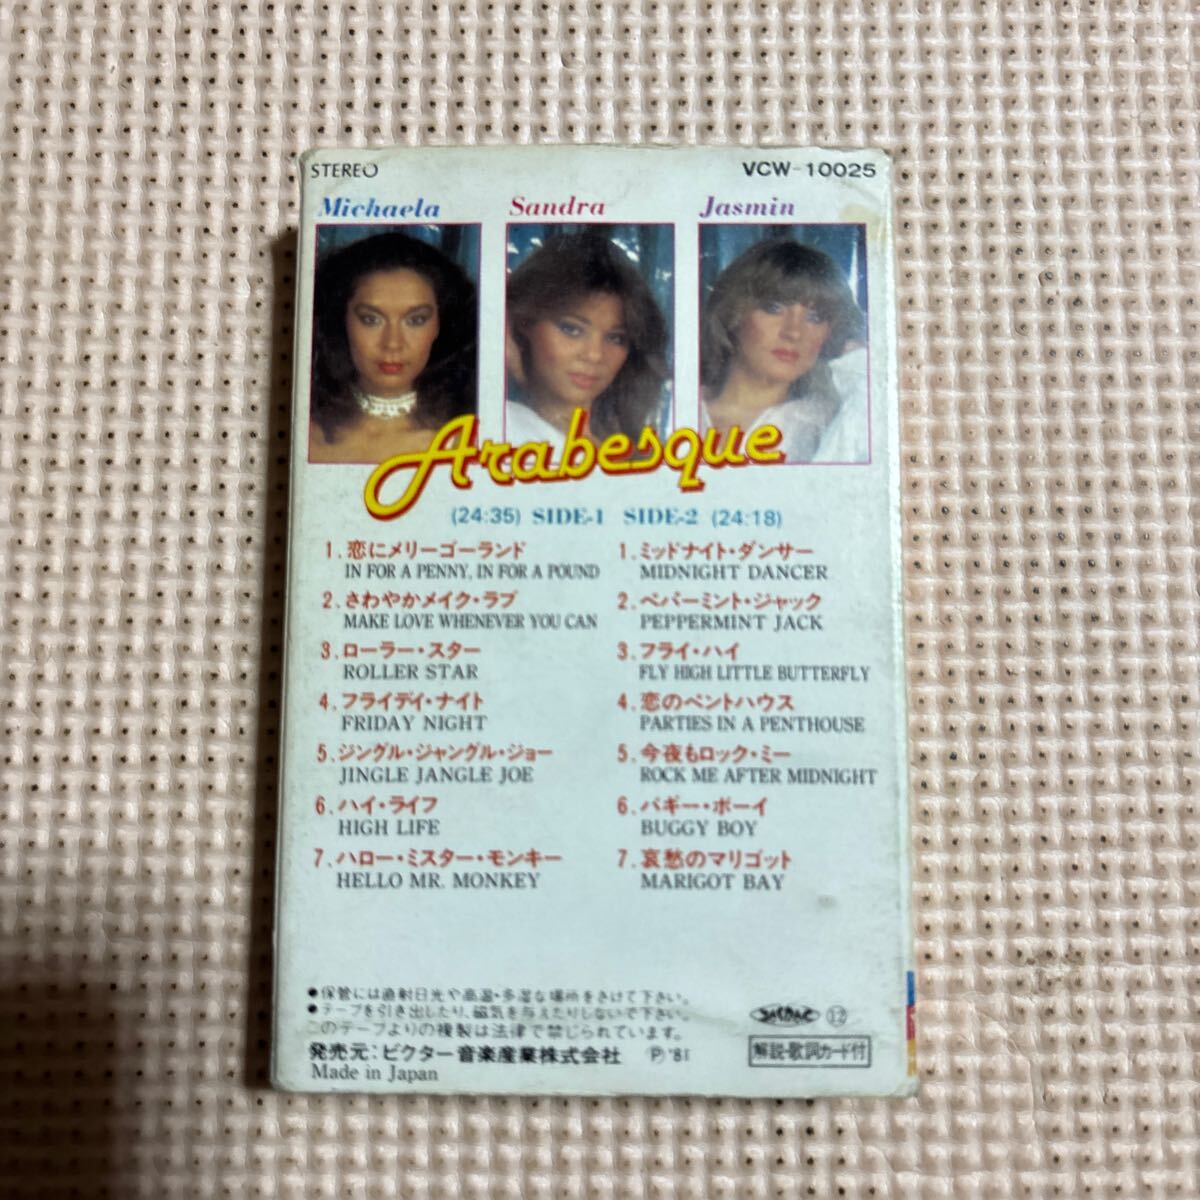 STEREO
VCW-10025
Michaela
Sandra
Jasmin
Arabesque
(24:35) SIDE-1 SIDE-2 (24:18)
1. 恋にメリーゴーランド
IN FOR A PENNY, IN FOR A POUND
2. さわやかメイク・ラブ
MAKE LOVE WHENEVER YOU CAN
3. ローラー・スター
ROLLER STAR
4. フライデイ・ナイト
FRIDAY NIGHT
5. ジングル・ジャングル・ジョー
JINGLE JANGLE JOE
6. ハイ・ライフ
HIGH LIFE
7. ハロー・ミスター・モンキー
HELLO MR. MONKEY
1. ミッドナイト・ダンサー
MIDNIGHT DANCER
2. ペパーミント・ジャック
PEPPERMINT JACK
3. フライ・ハイ
FLY HIGH LITTLE BUTTERFLY
4. 恋のペントハウス
PARTIES IN A PENTHOUSE
5. 今夜もロック・ミー
ROCK ME AFTER MIDNIGHT
6. バギー・ボーイ
BUGGY BOY
7. 哀愁のマリゴット
MARIGOT BAY
●保管には直射日光や高温・多湿な場所をさけて下さい。
●テープを引き出したり、磁気を与えたりしないで下さい。
このテープよりの複製は法律で禁じられています。
発売元：ビクター音楽産業株式会社 Ⓟ'81
Made in Japan
JASRAC ⑫
解説・歌詞カード付